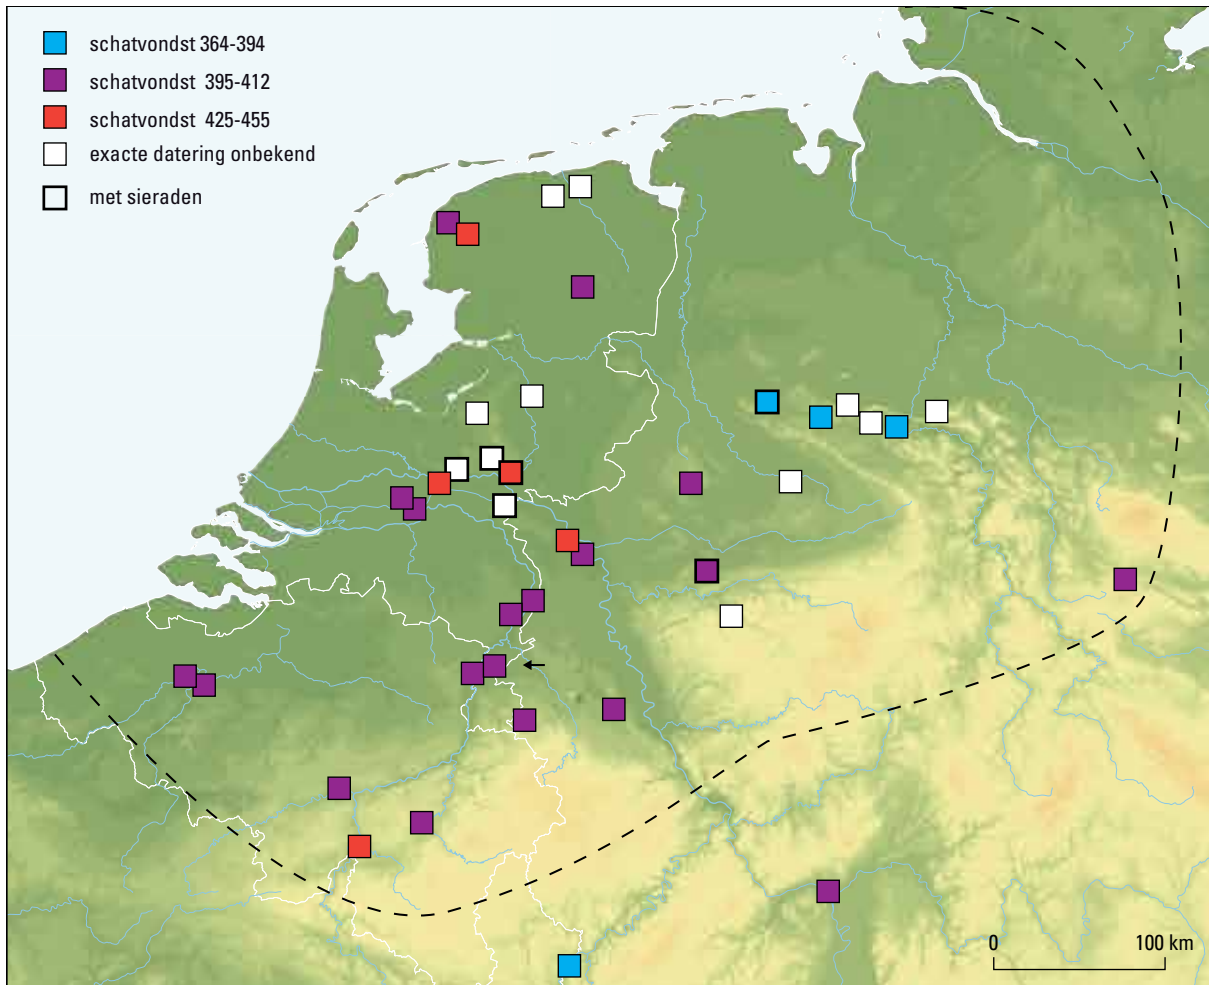 schatvondst 364-394
schatvondst 395-412
schatvondst 425-455
exacte datering onbekend
met sieraden
0 100 km